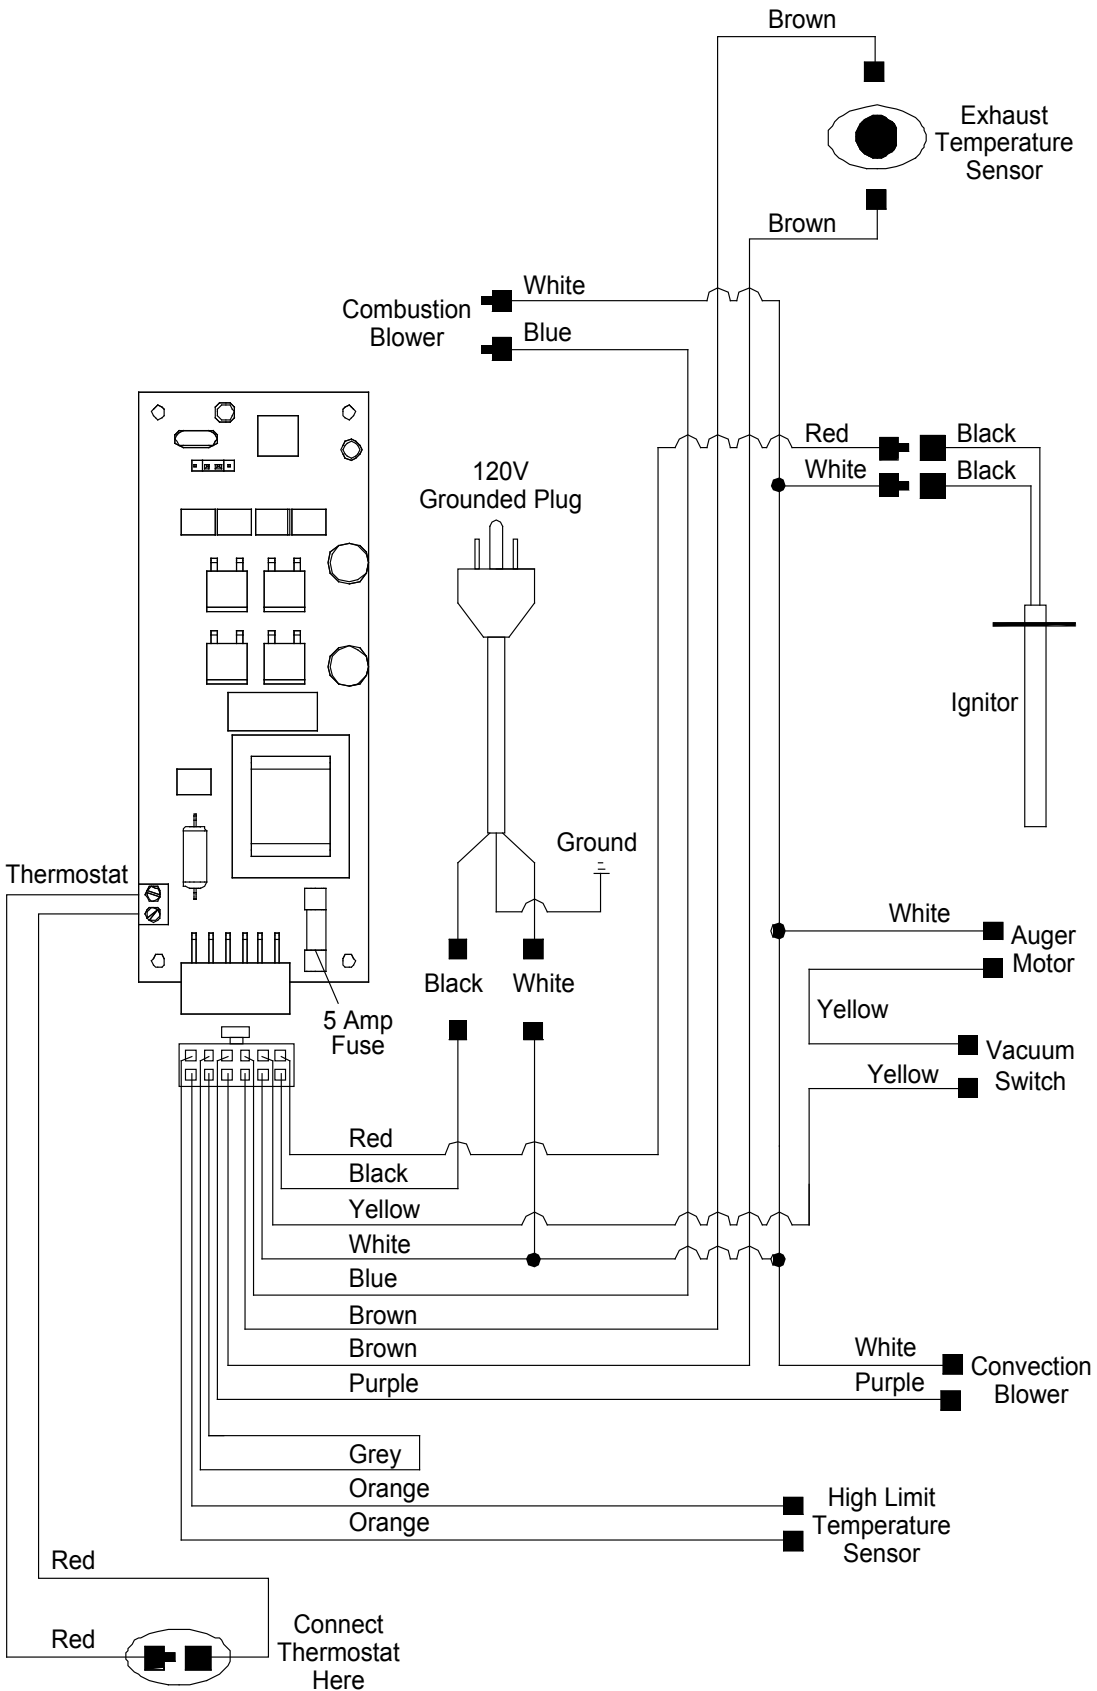 Brown
Exhaust
Temperature
Sensor
Brown
White
Combustion
Blower
Blue
Red
Black
White
Black
120V
Grounded Plug
Ignitor
Ground
Thermostat
White
Auger
Motor
Black
White
Yellow
5 Amp
Fuse
Vacuum
Switch
Yellow
Red
Black
Yellow
White
Blue
Brown
Brown
Purple
White
Purple
Convection
Blower
Grey
Orange
Orange
High Limit
Temperature
Sensor
Red
Red
Connect
Thermostat
Here